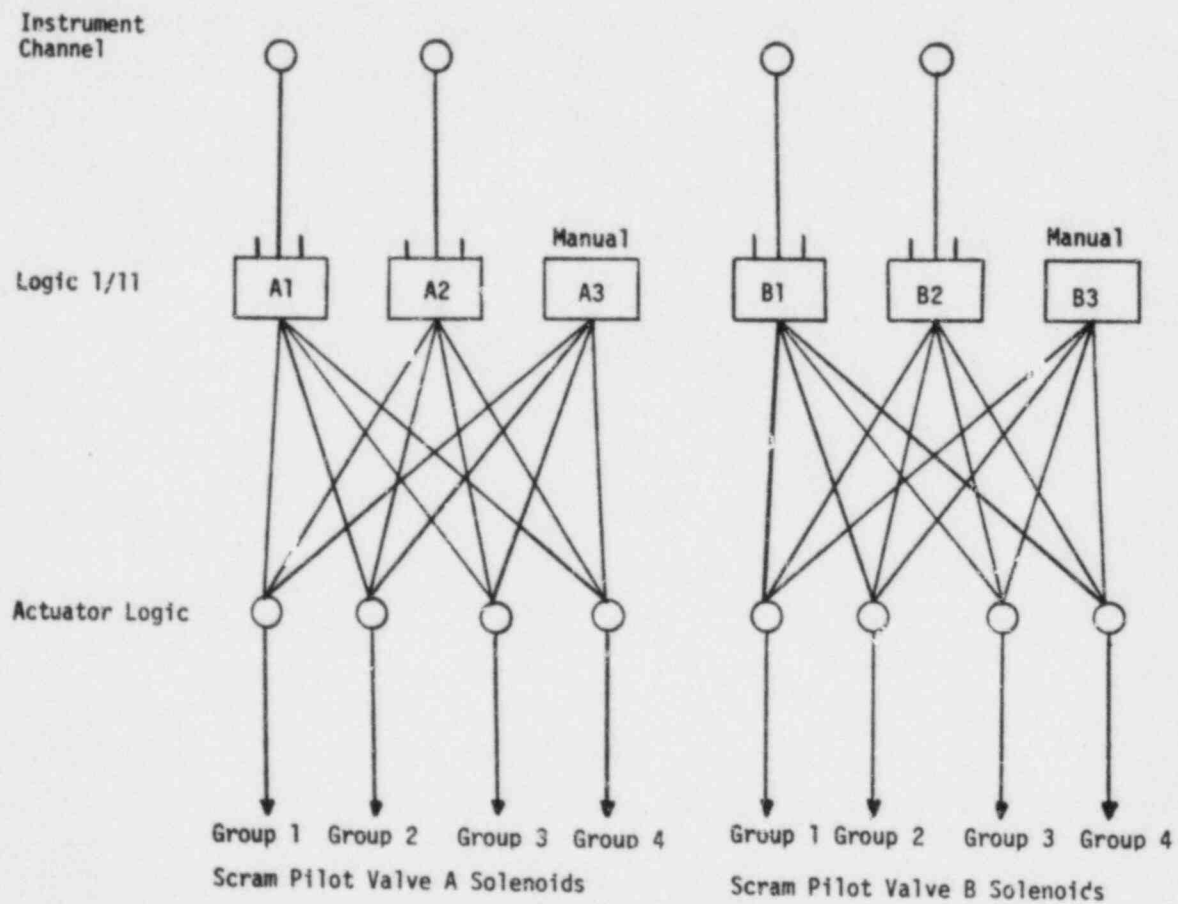 Instrument
Channel
Manual
Manual
Logic 1/11
A1
A2
A3
B1
B2
B3
Actuator Logic
Group 1
Group 2
Group 3
Group 4
Group 1
Group 2
Group 3
Group 4
Scram Pilot Valve A Solenoids
Scram Pilot Valve B Solenoids